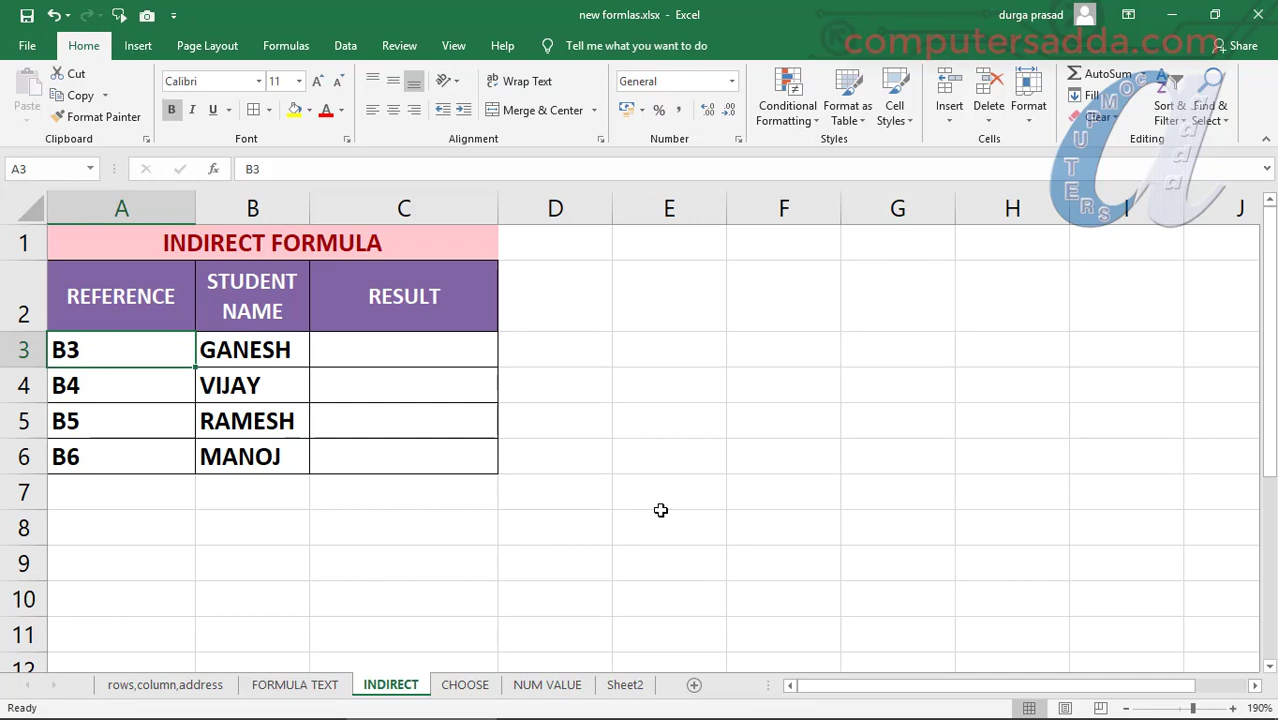 new formlas.xlsx - Excel
durga prasad
computersadda.com
File Home Insert Page Layout Formulas Data Review View Help Tell me what you want to do Share
Paste
Cut
Copy
Format Painter
Clipboard
Calibri 11
B I U
Font
Wrap Text
Merge & Center
Alignment
General
Number
Conditional Formatting
Format as Table
Cell Styles
Styles
Insert
Delete
Format
Cells
AutoSum
Fill
Clear
Sort & Filter
Find & Select
Editing
COMPUTERS
adda
A3 fx B3
A B C D E F G H I J
1 INDIRECT FORMULA
2 REFERENCE STUDENT NAME RESULT
3 B3 GANESH
4 B4 VIJAY
5 B5 RAMESH
6 B6 MANOJ
7
8
9
10
11
12
rows,column,address FORMULA TEXT INDIRECT CHOOSE NUM VALUE Sheet2
Ready 190%